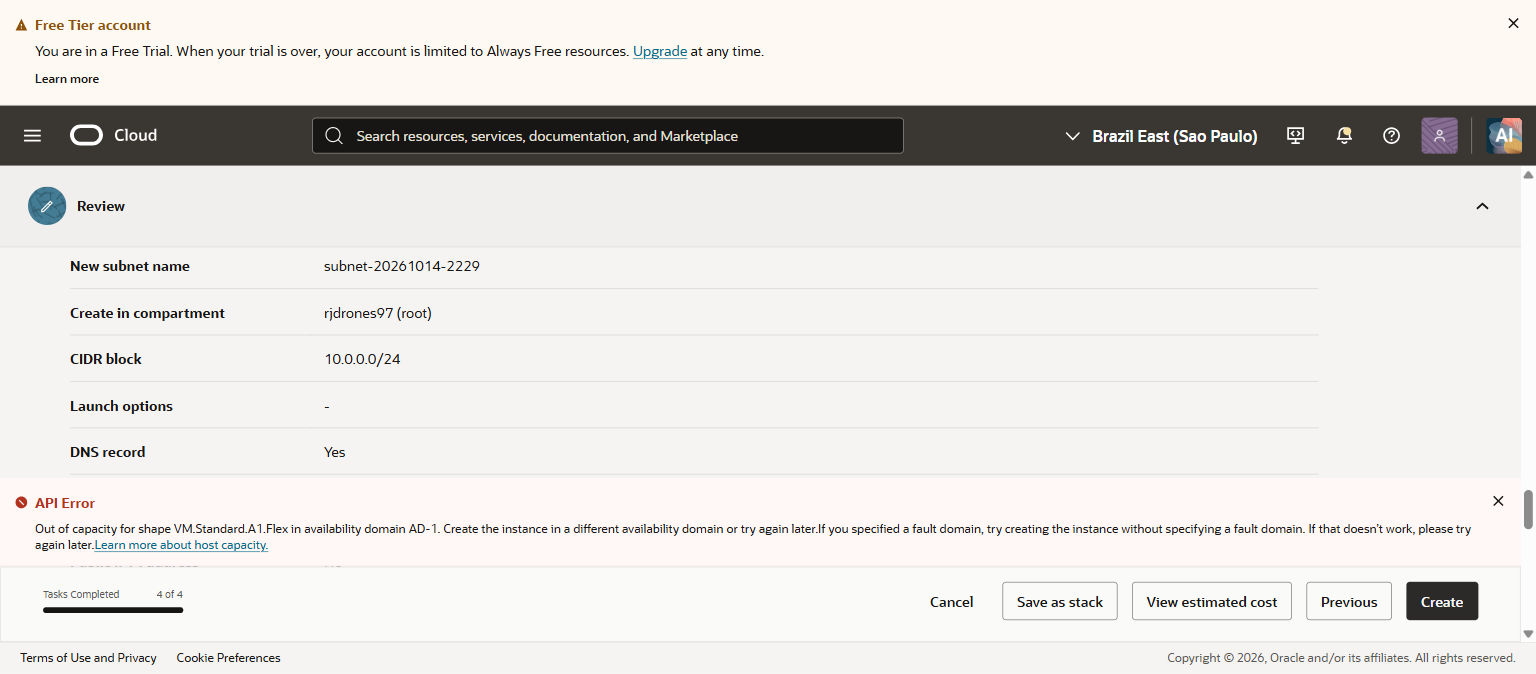 Free Tier account
You are in a Free Trial. When your trial is over, your account is limited to Always Free resources. Upgrade at any time.
Learn more
Cloud
Search resources, services, documentation, and Marketplace
Brazil East (Sao Paulo)
AI
Review
New subnet name subnet-20261014-2229
Create in compartment rjdrones97 (root)
CIDR block 10.0.0.0/24
Launch options -
DNS record Yes
API Error
Out of capacity for shape VM.Standard.A1.Flex in availability domain AD-1. Create the instance in a different availability domain or try again later.If you specified a fault domain, try creating the instance without specifying a fault domain. If that doesn't work, please try
again later.Learn more about host capacity.
Tasks Completed 4 of 4
Cancel
Save as stack
View estimated cost
Previous
Create
Terms of Use and Privacy
Cookie Preferences
Copyright © 2026, Oracle and/or its affiliates. All rights reserved.